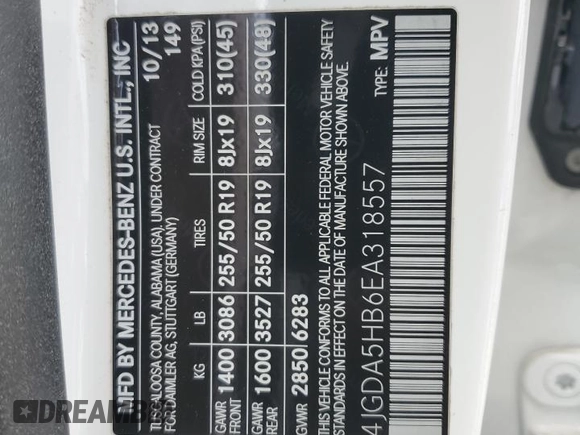 MFD BY MERCEDES-BENZ U.S. INTL., INC
TUSCALOOSA COUNTY, ALABAMA (USA), UNDER CONTRACT 10/13
FOR DAIMLER AG, STUTTGART (GERMANY) 149
KG LB TIRES RIM SIZE COLD KPA(PSI)
GAWR FRONT 1400 3086 255/50 R19 8Jx19 310(45)
GAWR REAR 1600 3527 255/50 R19 8Jx19 330(48)
GVWR 2850 6283
THIS VEHICLE CONFORMS TO ALL APPLICABLE FEDERAL MOTOR VEHICLE SAFETY
STANDARDS IN EFFECT ON THE DATE OF MANUFACTURE SHOWN ABOVE.
TYPE: MPV
4JGDA5HB6EA318557
DREAMBID